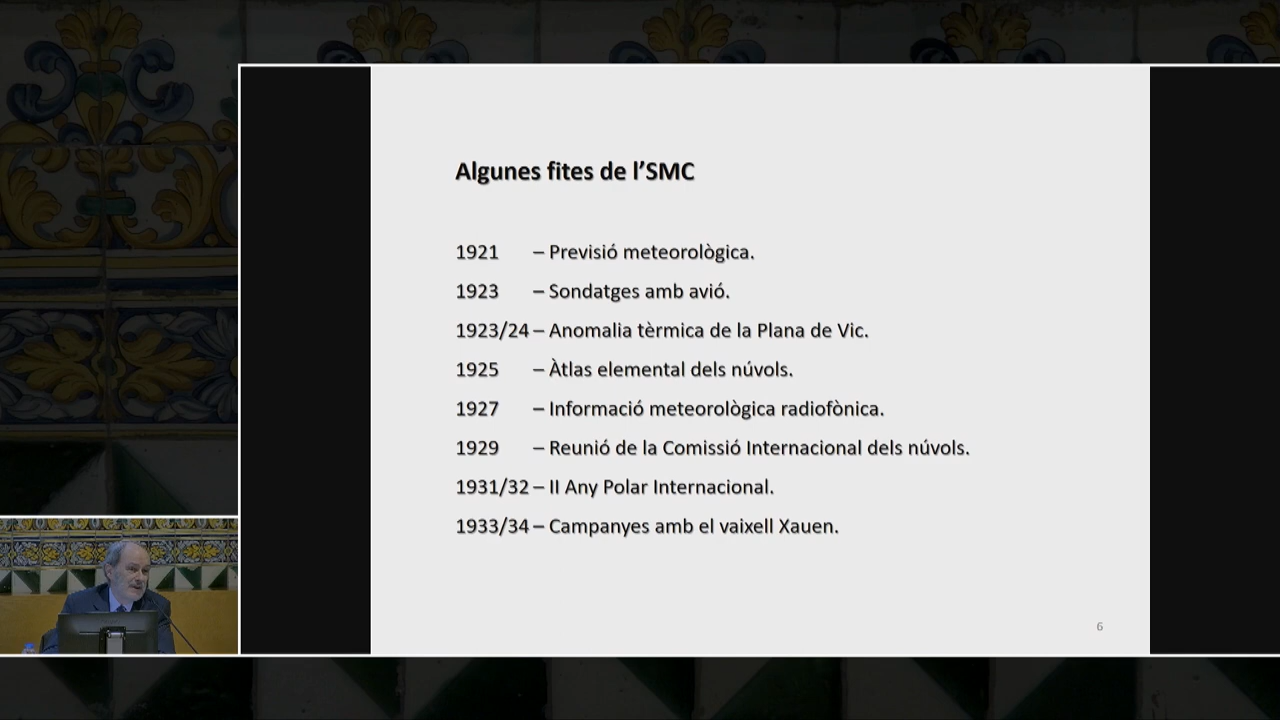 Algunes fites de l’SMC
1921 – Previsió meteorològica.
1923 – Sondatges amb avió.
1923/24 – Anomalia tèrmica de la Plana de Vic.
1925 – Àtlas elemental dels núvols.
1927 – Informació meteorològica radiofònica.
1929 – Reunió de la Comissió Internacional dels núvols.
1931/32 – II Any Polar Internacional.
1933/34 – Campanyes amb el vaixell Xauen.
6